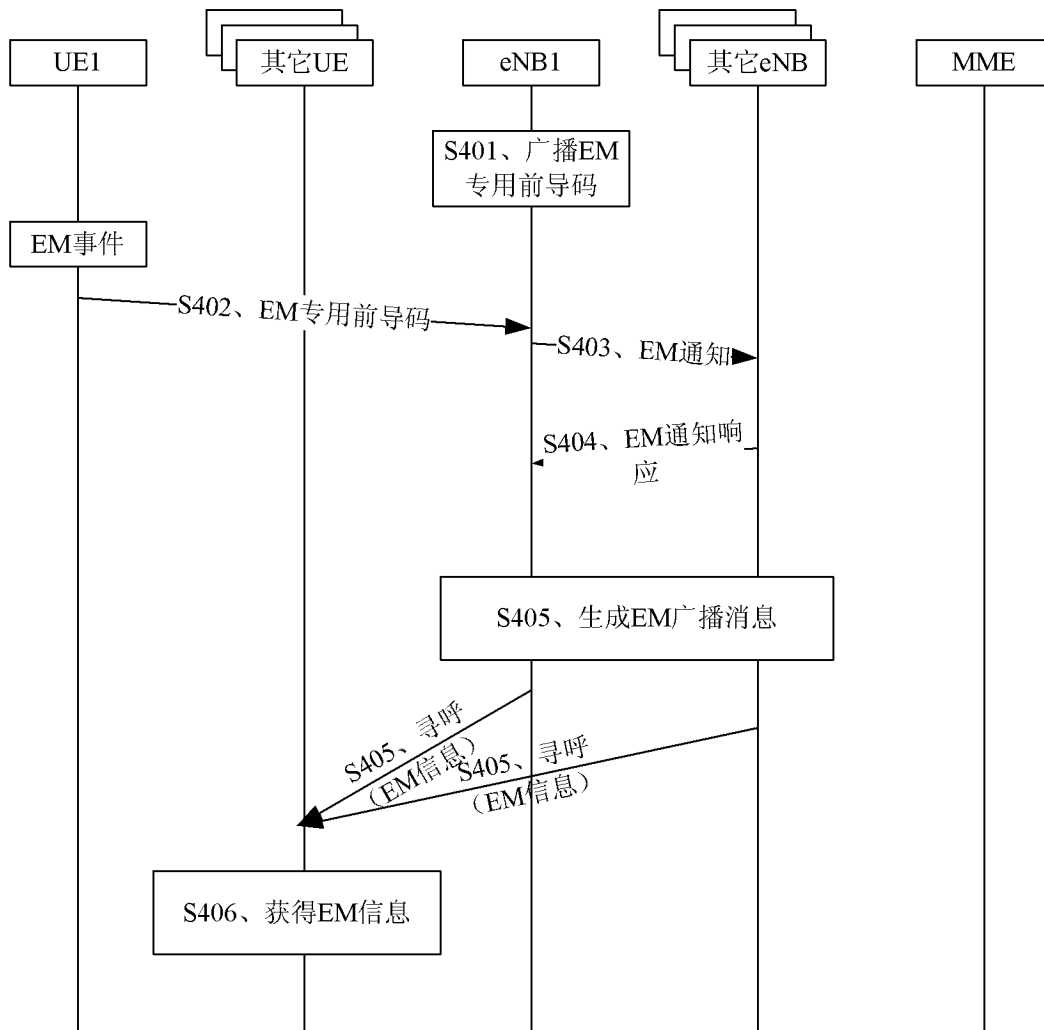 UE1
其它UE
eNB1
其它eNB
MME
S401、广播EM
专用前导码
EM事件
S402、EM专用前导码
S403、EM通知
S404、EM通知响
应
S405、生成EM广播消息
S405、寻呼
（EM信息）
S405、寻呼
（EM信息）
S406、获得EM信息